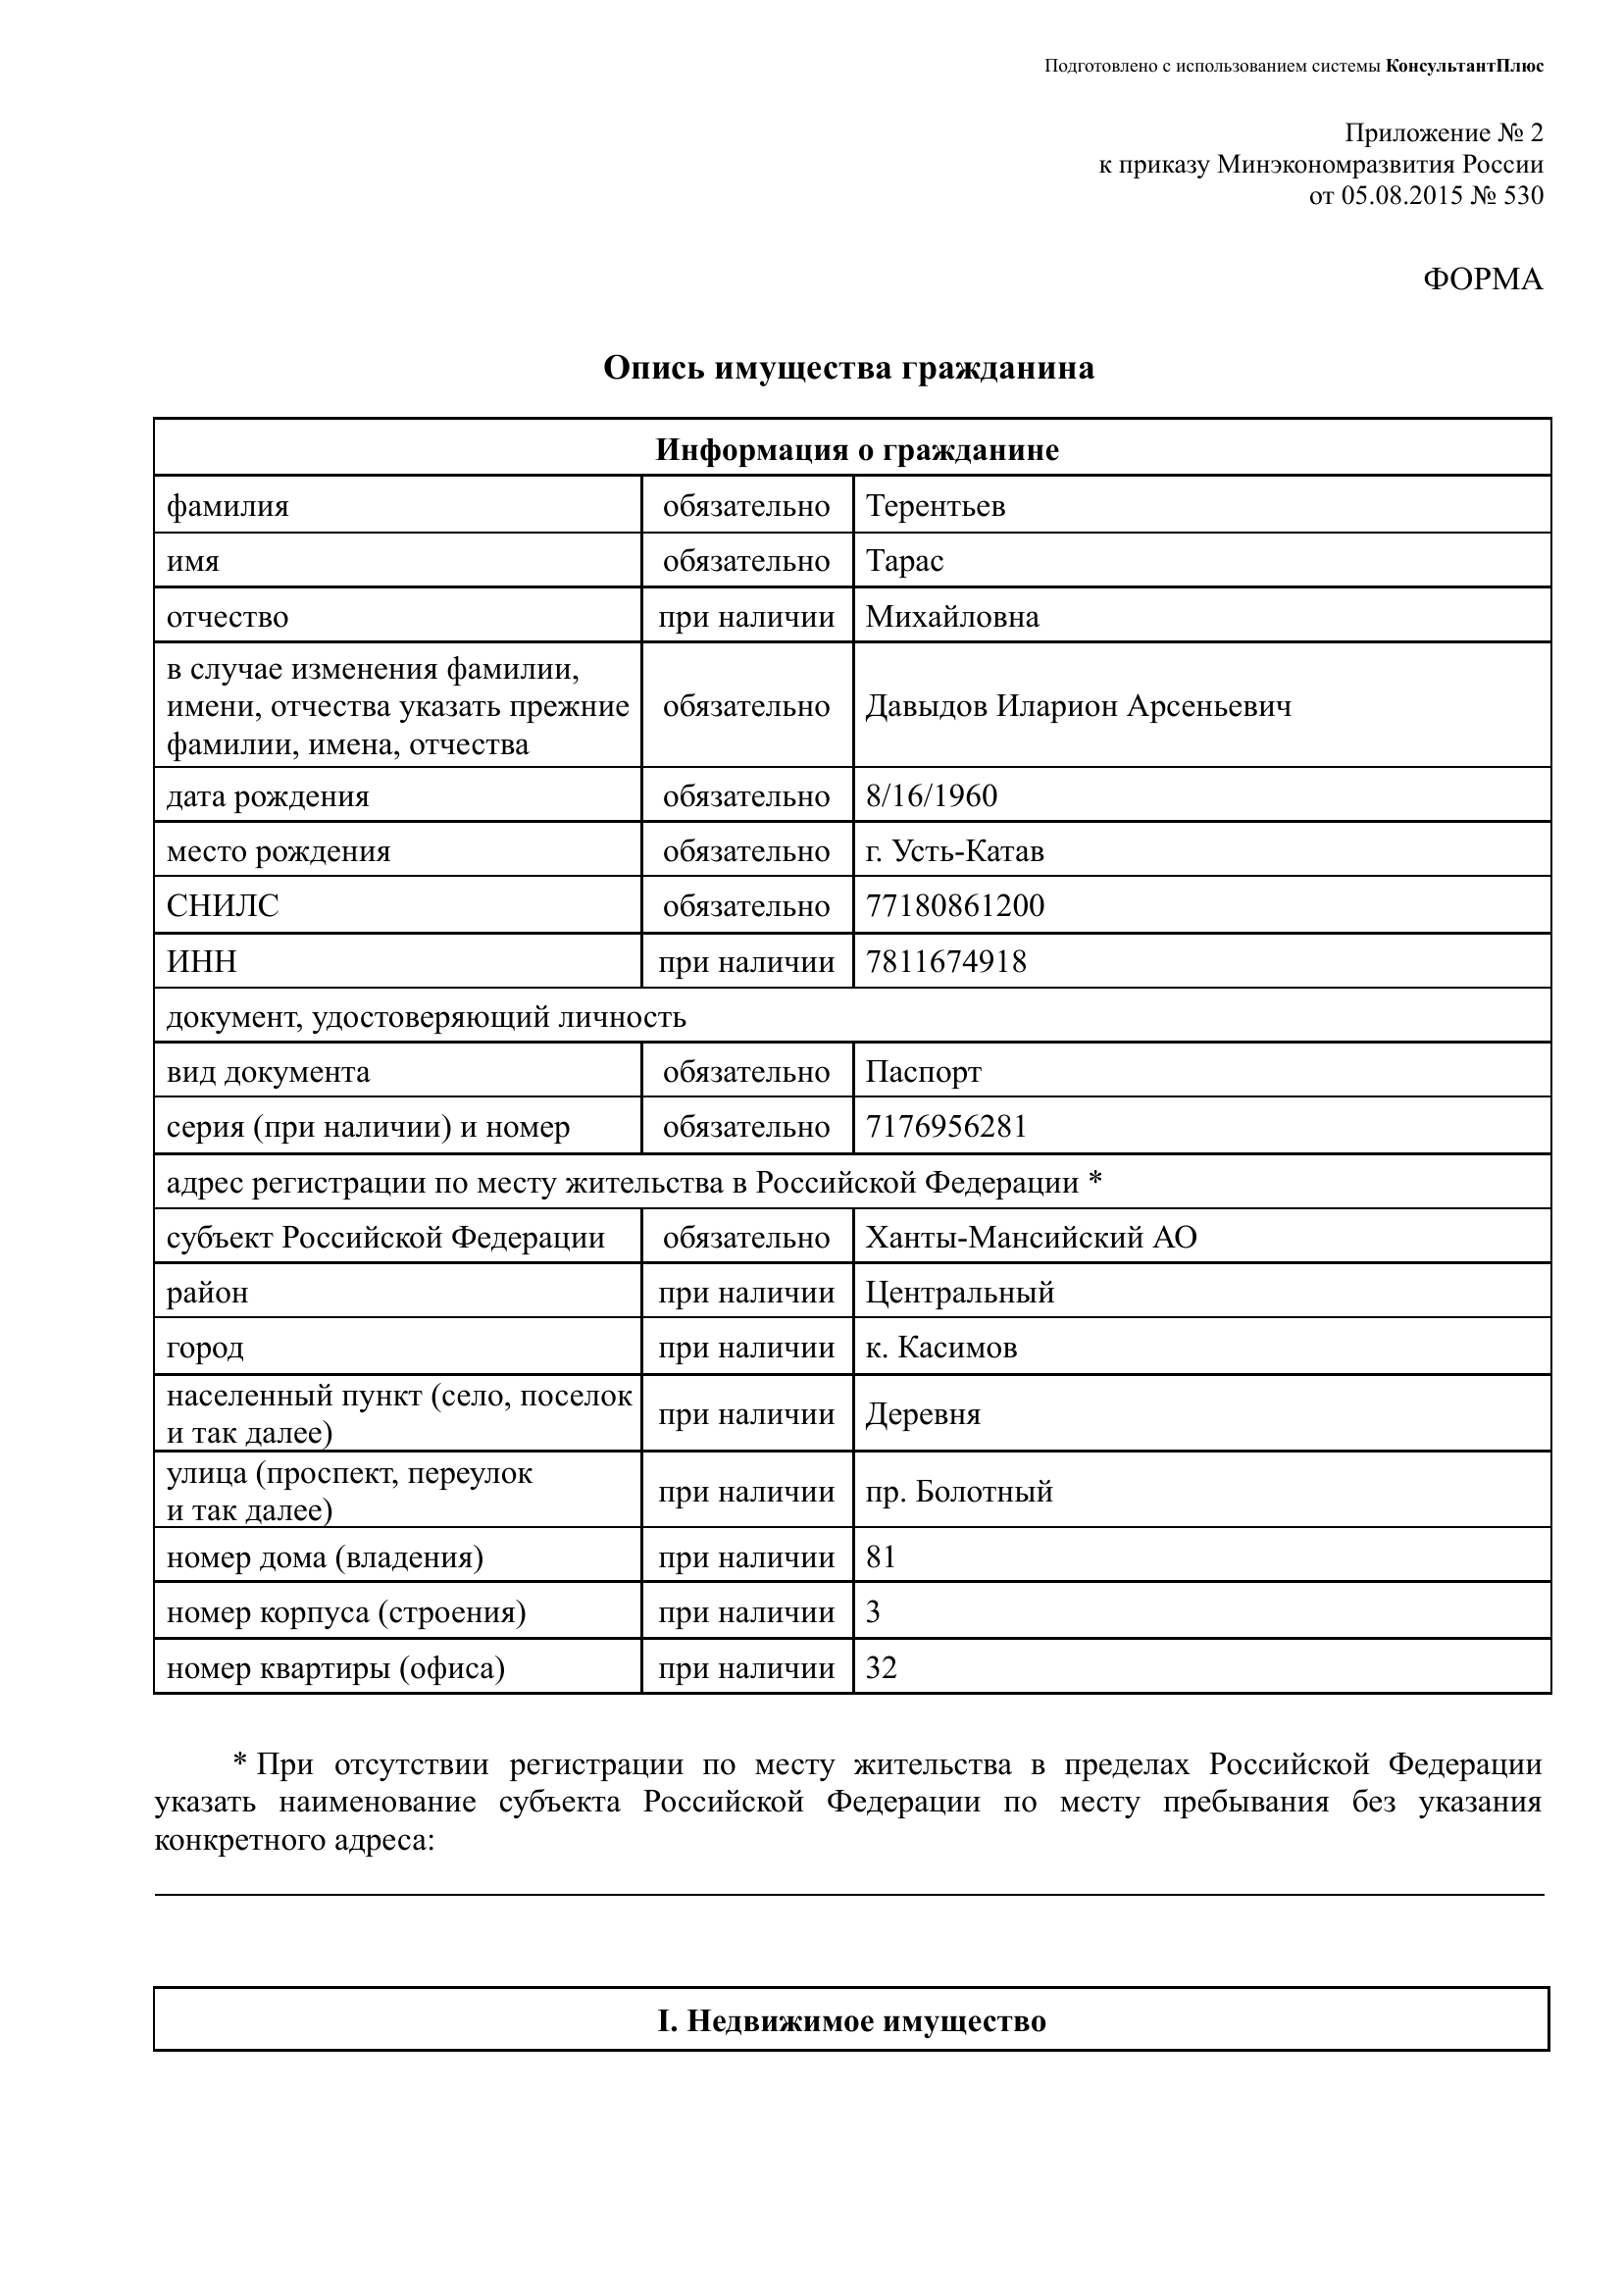 Подготовлено с использованием системы КонсультантПлюс
Приложение № 2
к приказу Минэкономразвития России
от 05.08.2015 № 530
ФОРМА
Опись имущества гражданина
Информация о гражданине
фамилия обязательно Терентьев
имя обязательно Тарас
отчество при наличии Михайловна
в случае изменения фамилии,
имени, отчества указать прежние обязательно Давыдов Иларион Арсеньевич
фамилии, имена, отчества
дата рождения обязательно 8/16/1960
место рождения обязательно г. Усть-Катав
СНИЛС обязательно 77180861200
ИНН при наличии 7811674918
документ, удостоверяющий личность
вид документа обязательно Паспорт
серия (при наличии) и номер обязательно 7176956281
адрес регистрации по месту жительства в Российской Федерации *
субъект Российской Федерации обязательно Ханты-Мансийский АО
район при наличии Центральный
город при наличии к. Касимов
населенный пункт (село, поселок
и так далее) при наличии Деревня
улица (проспект, переулок
и так далее) при наличии пр. Болотный
номер дома (владения) при наличии 81
номер корпуса (строения) при наличии 3
номер квартиры (офиса) при наличии 32
* При отсутствии регистрации по месту жительства в пределах Российской Федерации
указать наименование субъекта Российской Федерации по месту пребывания без указания
конкретного адреса:
I. Недвижимое имущество